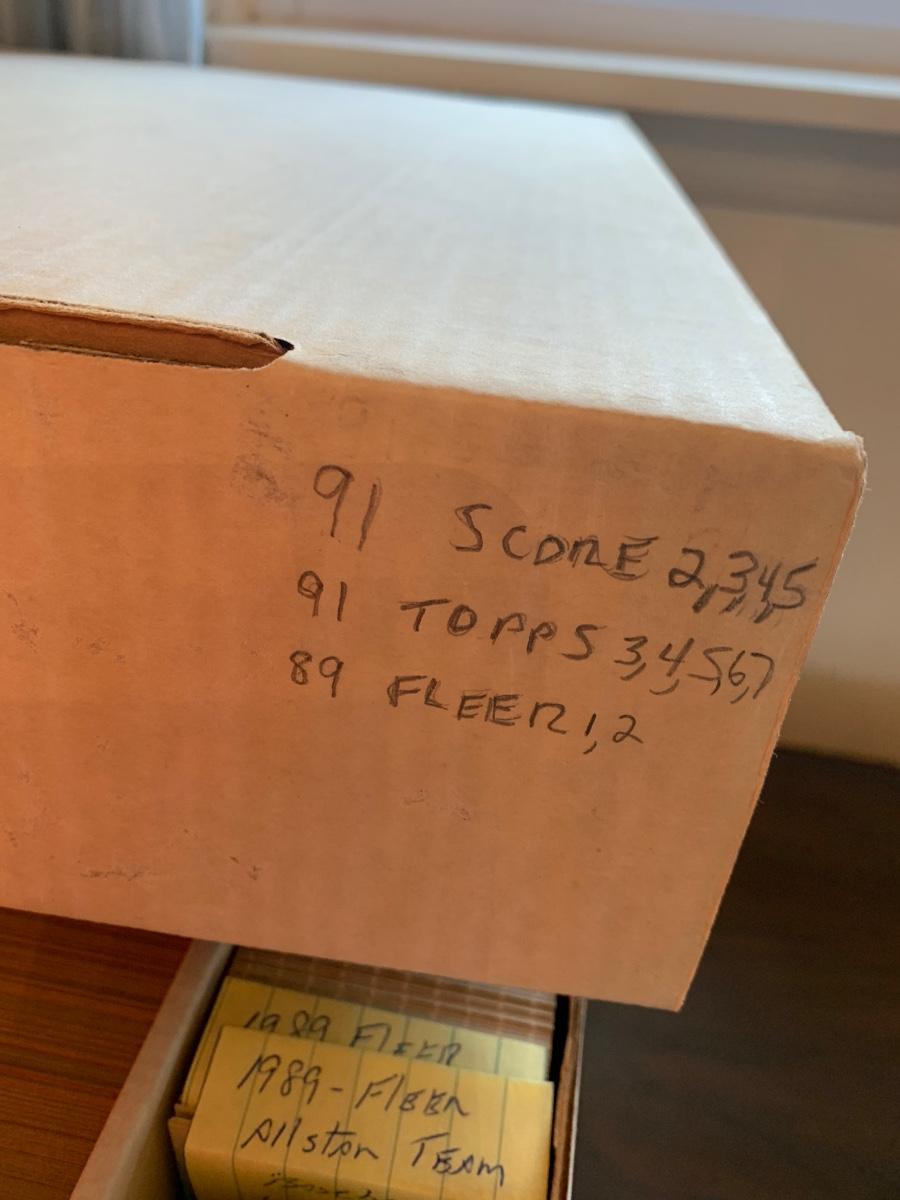 91 SCORE 2,3,4,5
91 TOPPS 3,4,5,6,7
89 FLEER 1,2
1989 FLEER
1989 - FLEER
Allstar TEAM